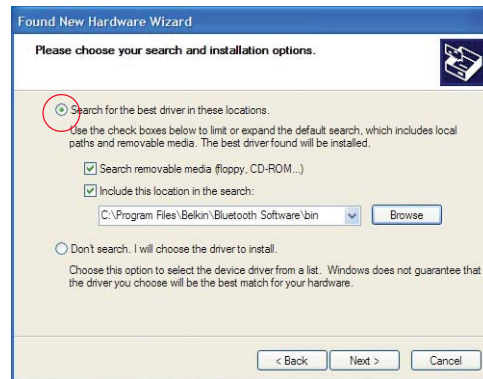 Found New Hardware Wizard
Please choose your search and installation options.
Search for the best driver in these locations.
Use the check boxes below to limit or expand the default search, which includes local
paths and removable media. The best driver found will be installed.
Search removable media (floppy, CD-ROM...)
Include this location in the search:
C:\Program Files\Belkin\Bluetooth Software\bin
Browse
Don't search. I will choose the driver to install.
Choose this option to select the device driver from a list. Windows does not guarantee that
the driver you choose will be the best match for your hardware.
< Back Next > Cancel